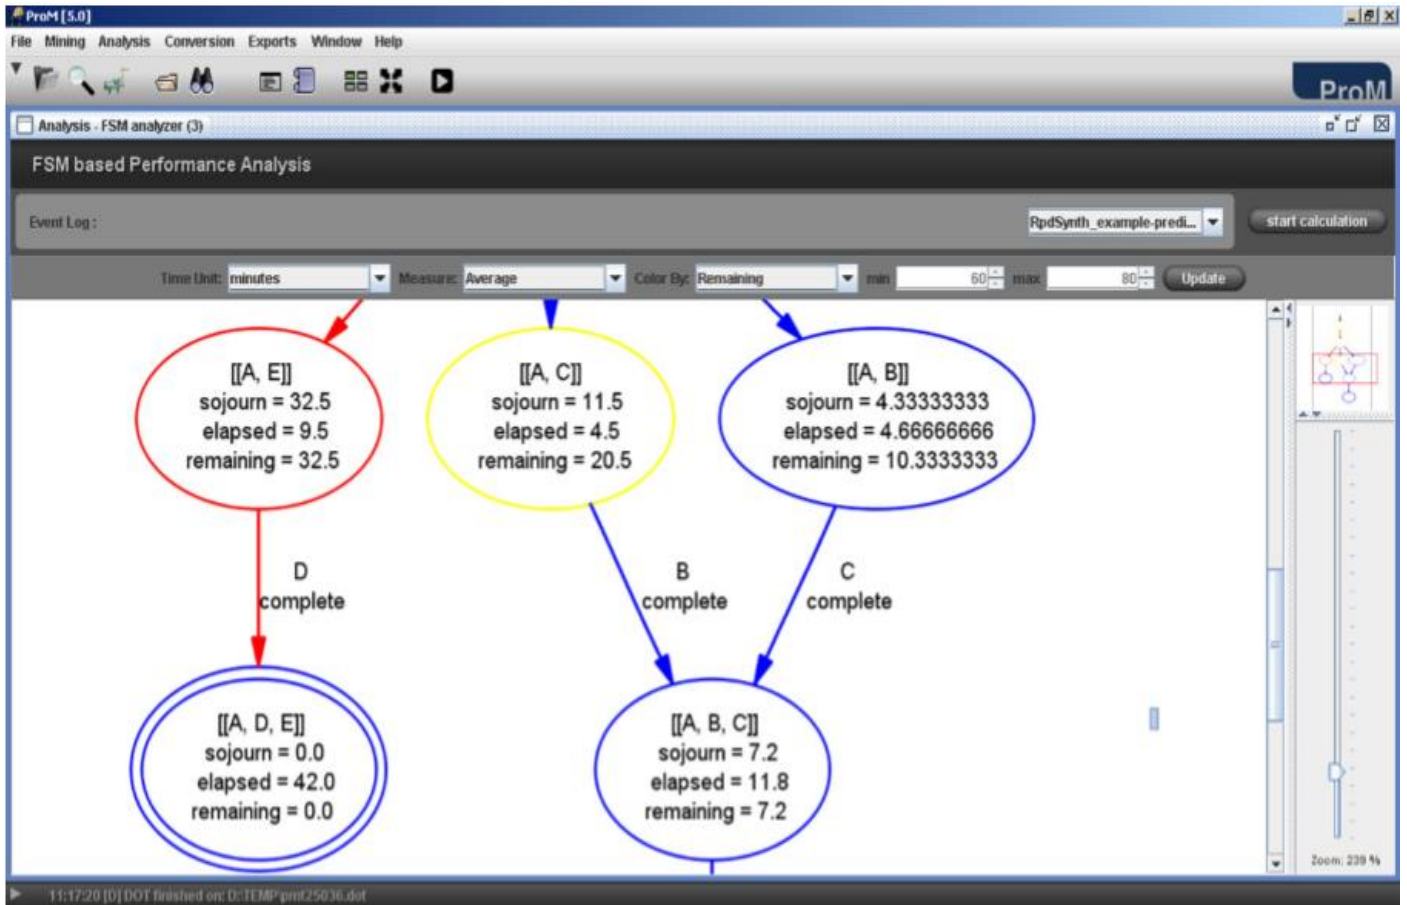 ProM [5.0]
File Mining Analysis Conversion Exports Window Help
ProM
Analysis - FSM analyzer (3)
FSM based Performance Analysis
Event Log :
RpdSynth_example-predi...
start calculation
Time Unit: minutes Measure: Average Color By: Remaining min 60 max 80 Update
[[A, E]]
sojourn = 32.5
elapsed = 9.5
remaining = 32.5
[[A, C]]
sojourn = 11.5
elapsed = 4.5
remaining = 20.5
[[A, B]]
sojourn = 4.33333333
elapsed = 4.66666666
remaining = 10.3333333
D
complete
B
complete
C
complete
[[A, D, E]]
sojourn = 0.0
elapsed = 42.0
remaining = 0.0
[[A, B, C]]
sojourn = 7.2
elapsed = 11.8
remaining = 7.2
Zoom: 239 %
11:17:20 [D] DOT finished on: D:\TEMP\pmt25036.dot